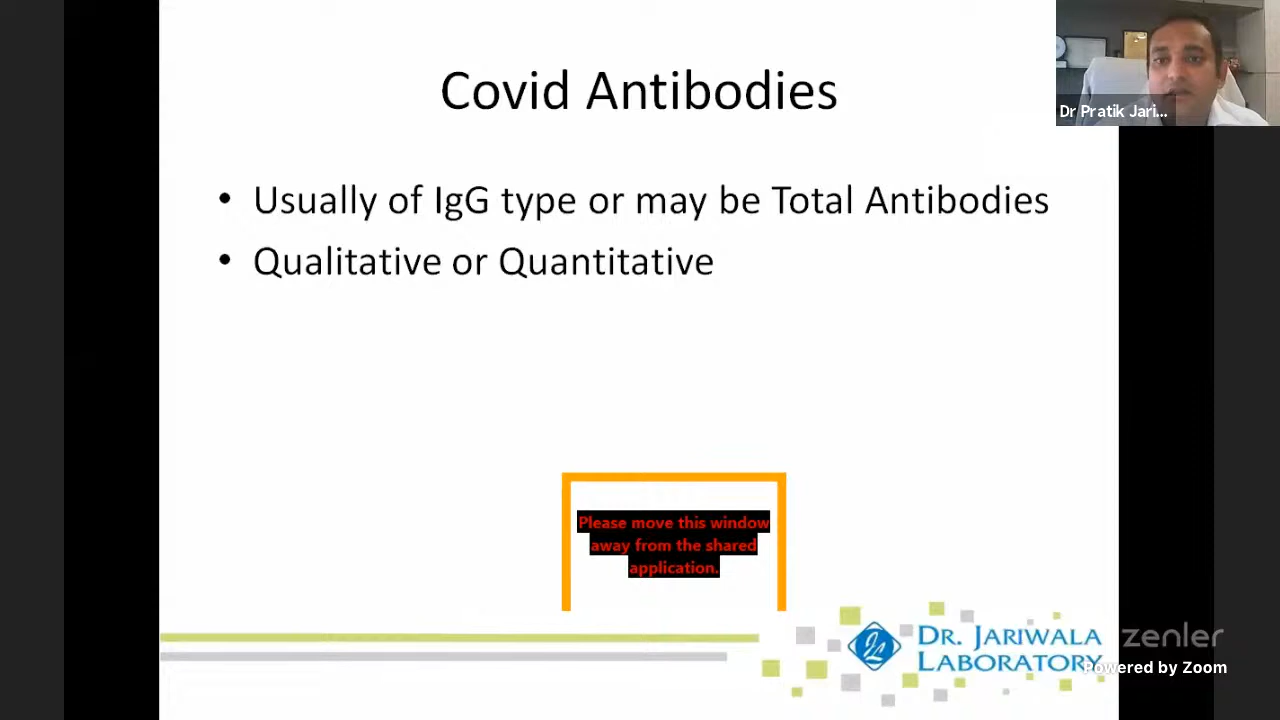 Covid Antibodies
Dr Pratik Jari...
• Usually of IgG type or may be Total Antibodies
• Qualitative or Quantitative
Please move this window
away from the shared
application.
DR. JARIWALA
LABORATORY
zenler
Powered by Zoom